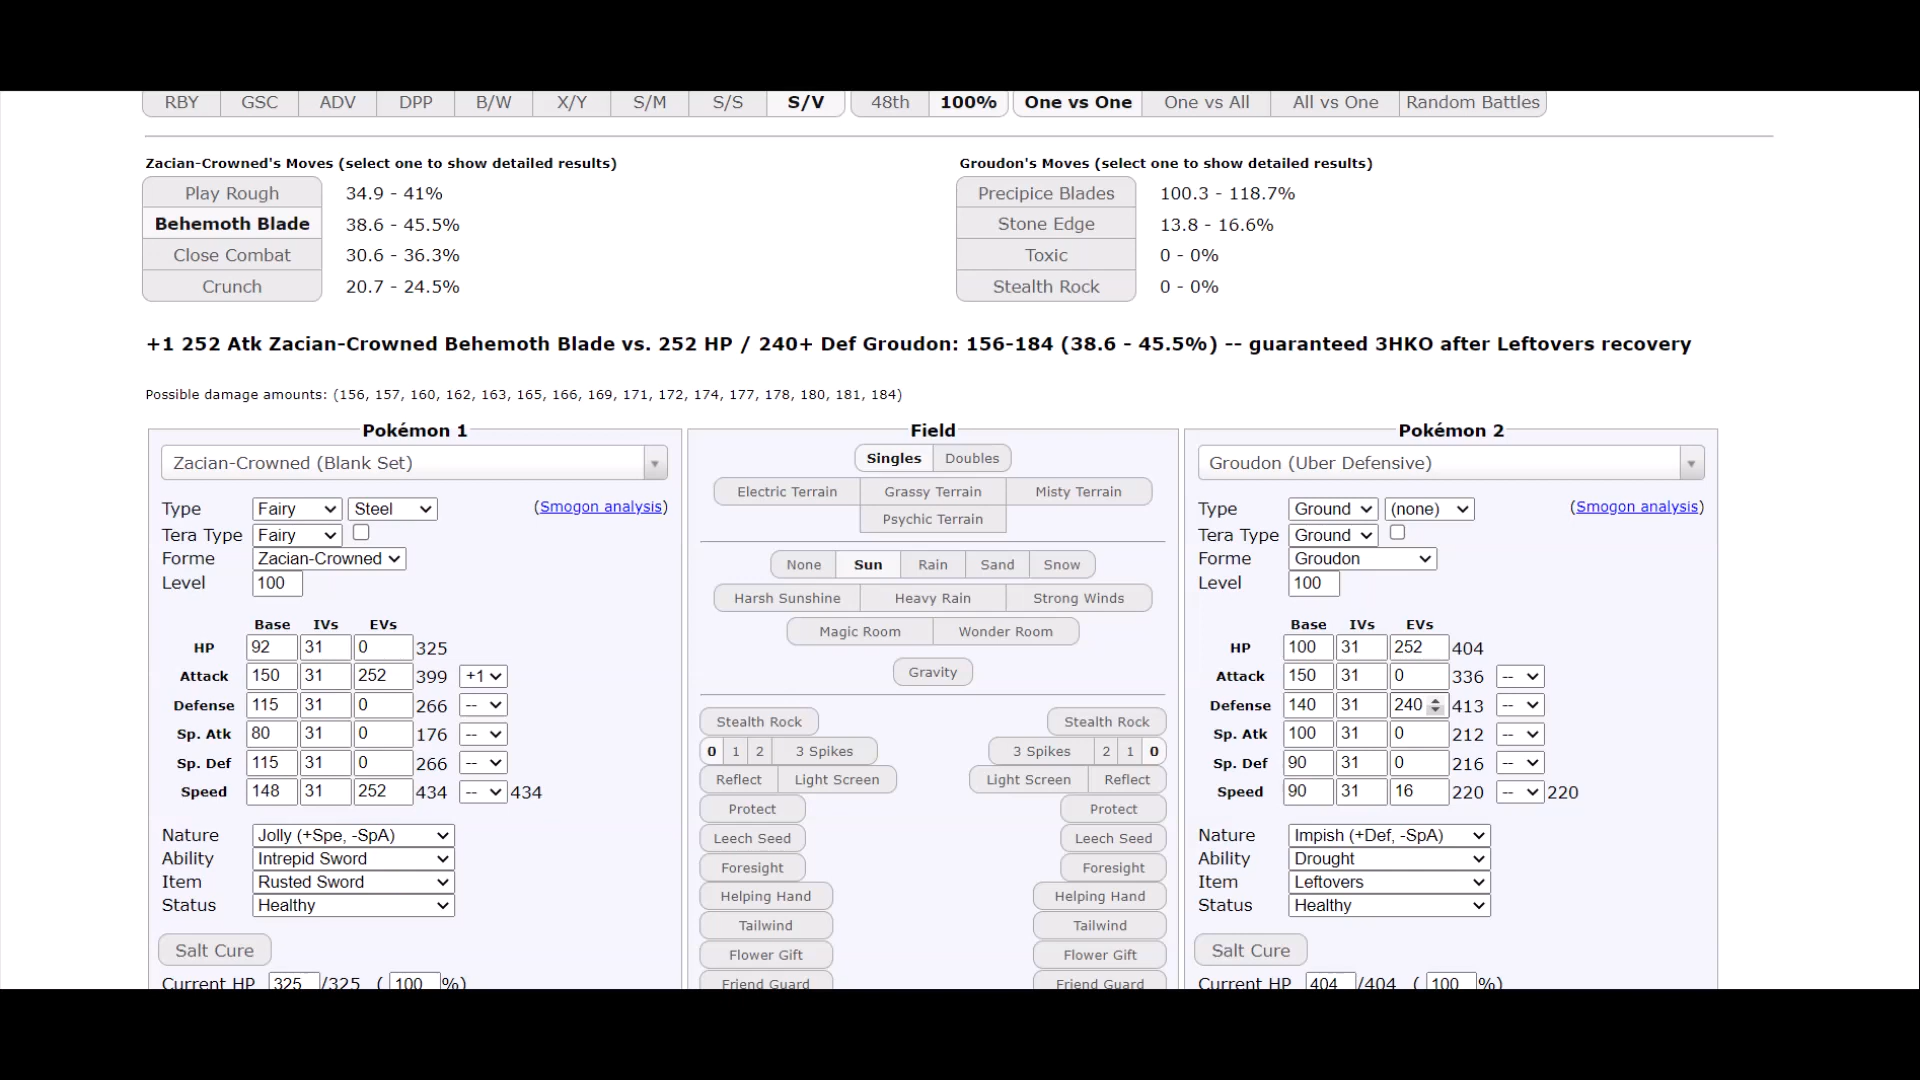 RBY GSC ADV DPP B/W X/Y S/M S/S S/V 48th 100% One vs One One vs All All vs One Random Battles
Zacian-Crowned's Moves (select one to show detailed results)
Play Rough 34.9 - 41%
Behemoth Blade 38.6 - 45.5%
Close Combat 30.6 - 36.3%
Crunch 20.7 - 24.5%
Groudon's Moves (select one to show detailed results)
Precipice Blades 100.3 - 118.7%
Stone Edge 13.8 - 16.6%
Toxic 0 - 0%
Stealth Rock 0 - 0%
+1 252 Atk Zacian-Crowned Behemoth Blade vs. 252 HP / 240+ Def Groudon: 156-184 (38.6 - 45.5%) -- guaranteed 3HKO after Leftovers recovery
Possible damage amounts: (156, 157, 160, 162, 163, 165, 166, 169, 171, 172, 174, 177, 178, 180, 181, 184)
Pokémon 1
Zacian-Crowned (Blank Set)
Type Fairy Steel (Smogon analysis)
Tera Type Fairy
Forme Zacian-Crowned
Level 100
Base IVs EVs
HP 92 31 0 325
Attack 150 31 252 399 +1
Defense 115 31 0 266 --
Sp. Atk 80 31 0 176 --
Sp. Def 115 31 0 266 --
Speed 148 31 252 434 -- 434
Nature Jolly (+Spe, -SpA)
Ability Intrepid Sword
Item Rusted Sword
Status Healthy
Salt Cure
Current HP 325 /325 ( 100 %)
Field
Singles Doubles
Electric Terrain Grassy Terrain Misty Terrain
Psychic Terrain
None Sun Rain Sand Snow
Harsh Sunshine Heavy Rain Strong Winds
Magic Room Wonder Room
Gravity
Stealth Rock Stealth Rock
0 1 2 3 Spikes 3 Spikes 2 1 0
Reflect Light Screen Light Screen Reflect
Protect Protect
Leech Seed Leech Seed
Foresight Foresight
Helping Hand Helping Hand
Tailwind Tailwind
Flower Gift Flower Gift
Friend Guard Friend Guard
Pokémon 2
Groudon (Uber Defensive)
Type Ground (none) (Smogon analysis)
Tera Type Ground
Forme Groudon
Level 100
Base IVs EVs
HP 100 31 252 404
Attack 150 31 0 336 --
Defense 140 31 240 413 --
Sp. Atk 100 31 0 212 --
Sp. Def 90 31 0 216 --
Speed 90 31 16 220 -- 220
Nature Impish (+Def, -SpA)
Ability Drought
Item Leftovers
Status Healthy
Salt Cure
Current HP 404 /404 ( 100 %)